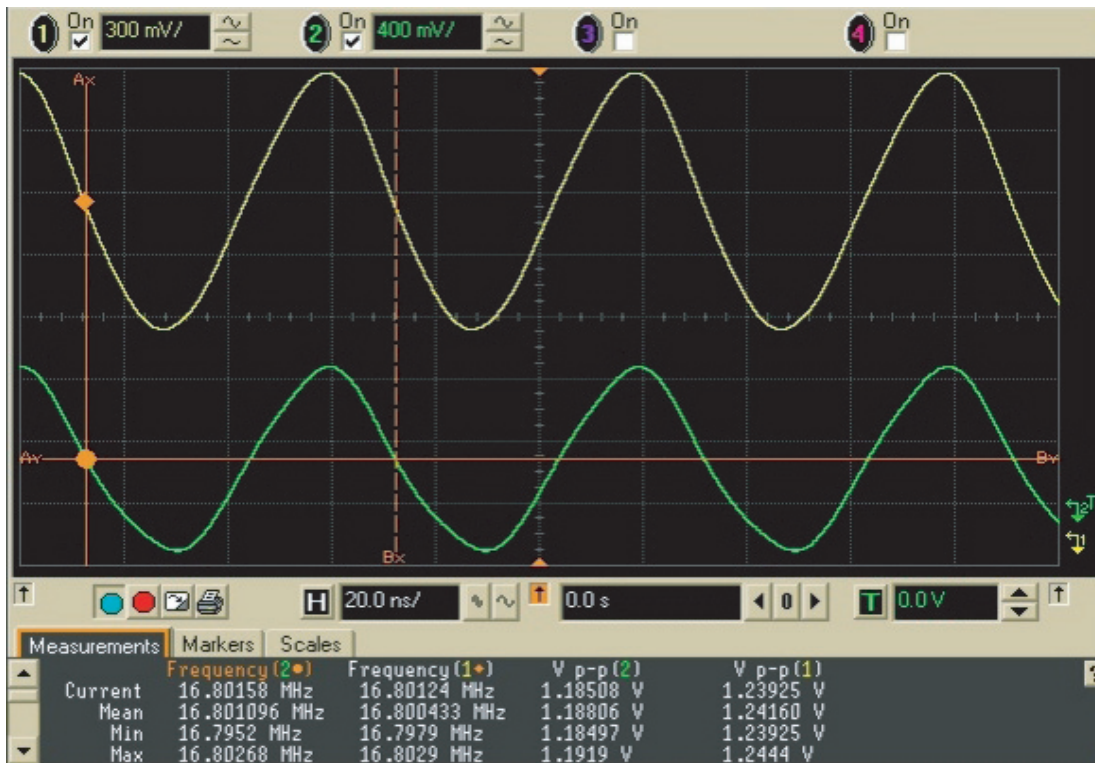 1 On 300 mV/ 2 On 400 mV/ 3 On 4 On
Ax
Ay By
2 T
1
Bx
H 20.0 ns/ 0.0 s 0 T 0.0 V
Measurements Markers Scales
Frequency(2●) Frequency(1♦) V p-p(2) V p-p(1) ?
Current 16.80158 MHz 16.80124 MHz 1.18508 V 1.23925 V
Mean 16.801096 MHz 16.800433 MHz 1.18806 V 1.24160 V
Min 16.7952 MHz 16.7979 MHz 1.18497 V 1.23925 V
Max 16.80268 MHz 16.8029 MHz 1.1919 V 1.2444 V